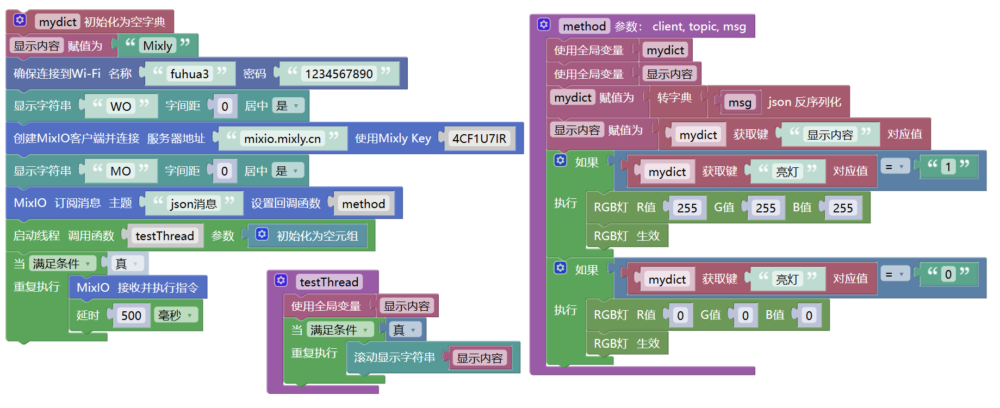 mydict 初始化为空字典
显示内容 赋值为 “ Mixly ”
确保连接到Wi-Fi 名称 “ fuhua3 ” 密码 “ 1234567890 ”
显示字符串 “ WO ” 字间距 0 居中 是
创建MixIO客户端并连接 服务器地址 “ mixio.mixly.cn ” 使用Mixly Key 4CF1U7IR
显示字符串 “ MO ” 字间距 0 居中 是
MixIO 订阅消息 主题 “ json消息 ” 设置回调函数 method
启动线程 调用函数 testThread 参数 初始化为空元组
当 满足条件 真
重复执行 MixIO 接收并执行指令
延时 500 毫秒
testThread
使用全局变量 显示内容
当 满足条件 真
重复执行 滚动显示字符串 显示内容
method 参数： client, topic, msg
使用全局变量 mydict
使用全局变量 显示内容
mydict 赋值为 转字典 msg json 反序列化
显示内容 赋值为 mydict 获取键 “ 显示内容 ” 对应值
如果 mydict 获取键 “ 亮灯 ” 对应值 = “ 1 ”
执行 RGB灯 R值 255 G值 255 B值 255
RGB灯 生效
如果 mydict 获取键 “ 亮灯 ” 对应值 = “ 0 ”
执行 RGB灯 R值 0 G值 0 B值 0
RGB灯 生效